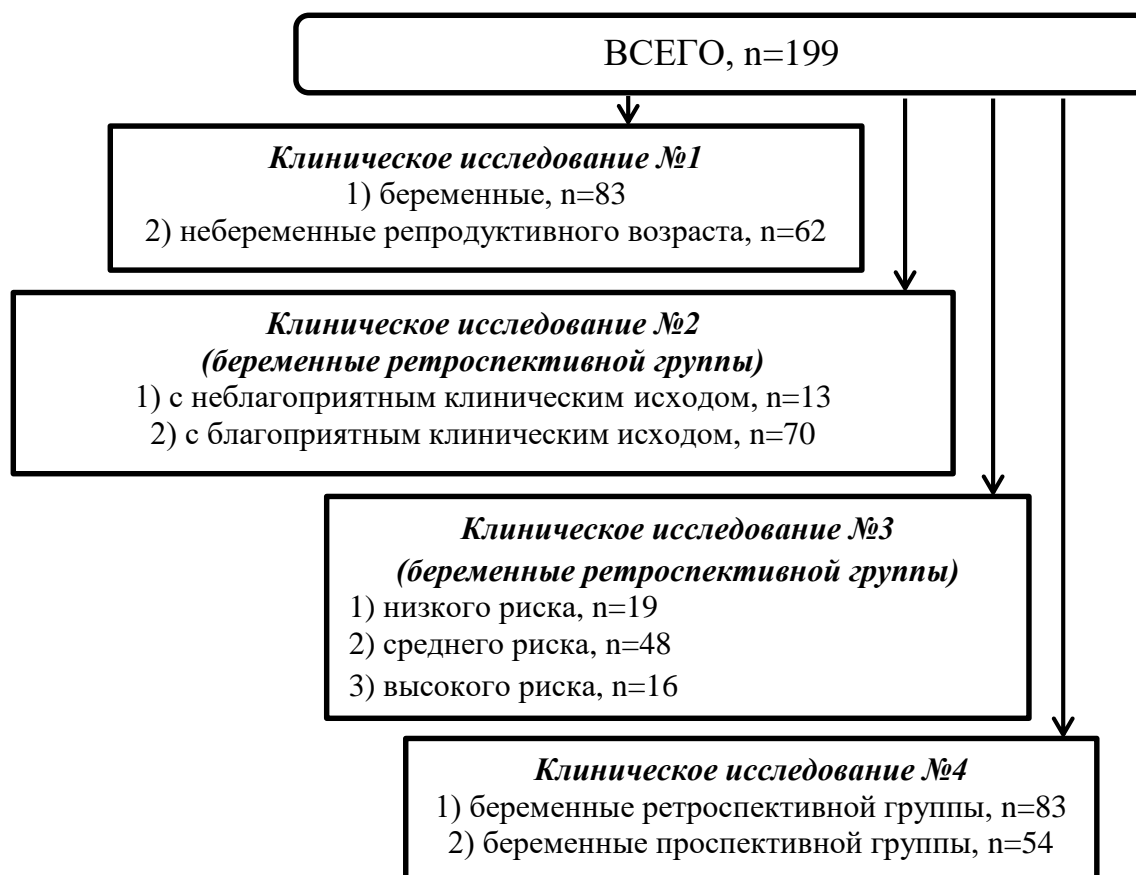 ВСЕГО, n=199
Клиническое исследование №1
1) беременные, n=83
2) небеременные репродуктивного возраста, n=62
Клиническое исследование №2
(беременные ретроспективной группы)
1) с неблагоприятным клиническим исходом, n=13
2) с благоприятным клиническим исходом, n=70
Клиническое исследование №3
(беременные ретроспективной группы)
1) низкого риска, n=19
2) среднего риска, n=48
3) высокого риска, n=16
Клиническое исследование №4
1) беременные ретроспективной группы, n=83
2) беременные проспективной группы, n=54